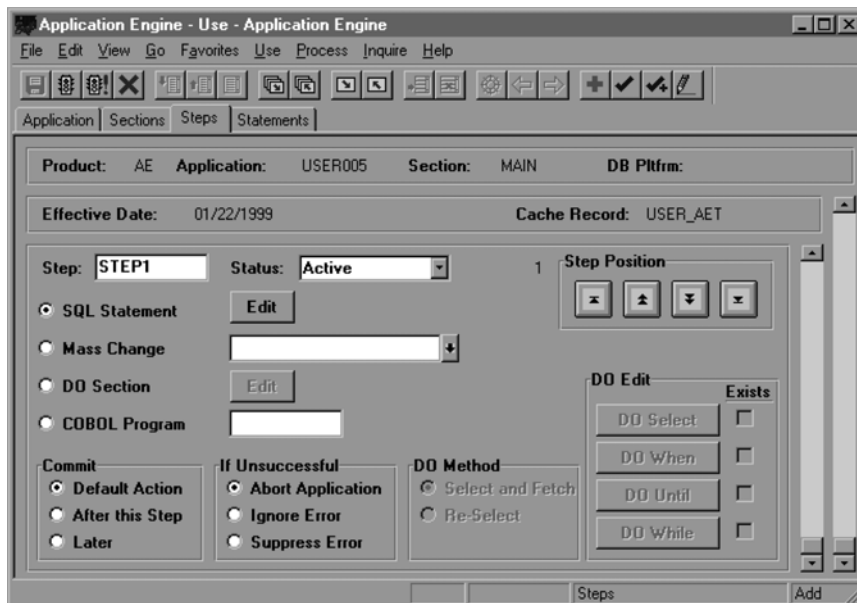 Application Engine - Use - Application Engine
File Edit View Go Favorites Use Process Inquire Help
Application Sections Steps Statements
Product: AE Application: USER005 Section: MAIN DB Pltfrm:
Effective Date: 01/22/1999 Cache Record: USER_AET
Step: STEP1 Status: Active 1 Step Position
SQL Statement Edit
Mass Change
DO Section Edit
COBOL Program
DO Edit Exists
DO Select
DO When
DO Until
DO While
Commit
Default Action
After this Step
Later
If Unsuccessful
Abort Application
Ignore Error
Suppress Error
DO Method
Select and Fetch
Re-Select
Steps Add